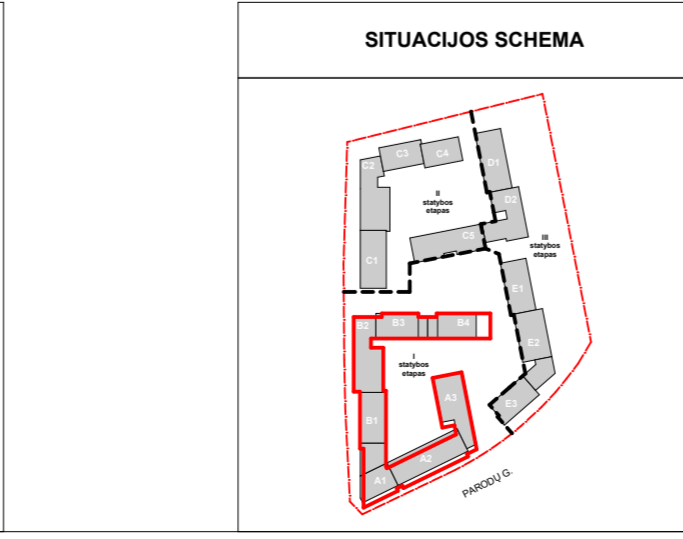 SITUACIJOS SCHEMA
C2
C3
C4
D1
II
statybos
etapas
D2
C5
III
statybos
etapas
C1
E1
B2
B3
B4
E2
I
statybos
etapas
A3
E3
B1
A2
A1
PARODŲ G.